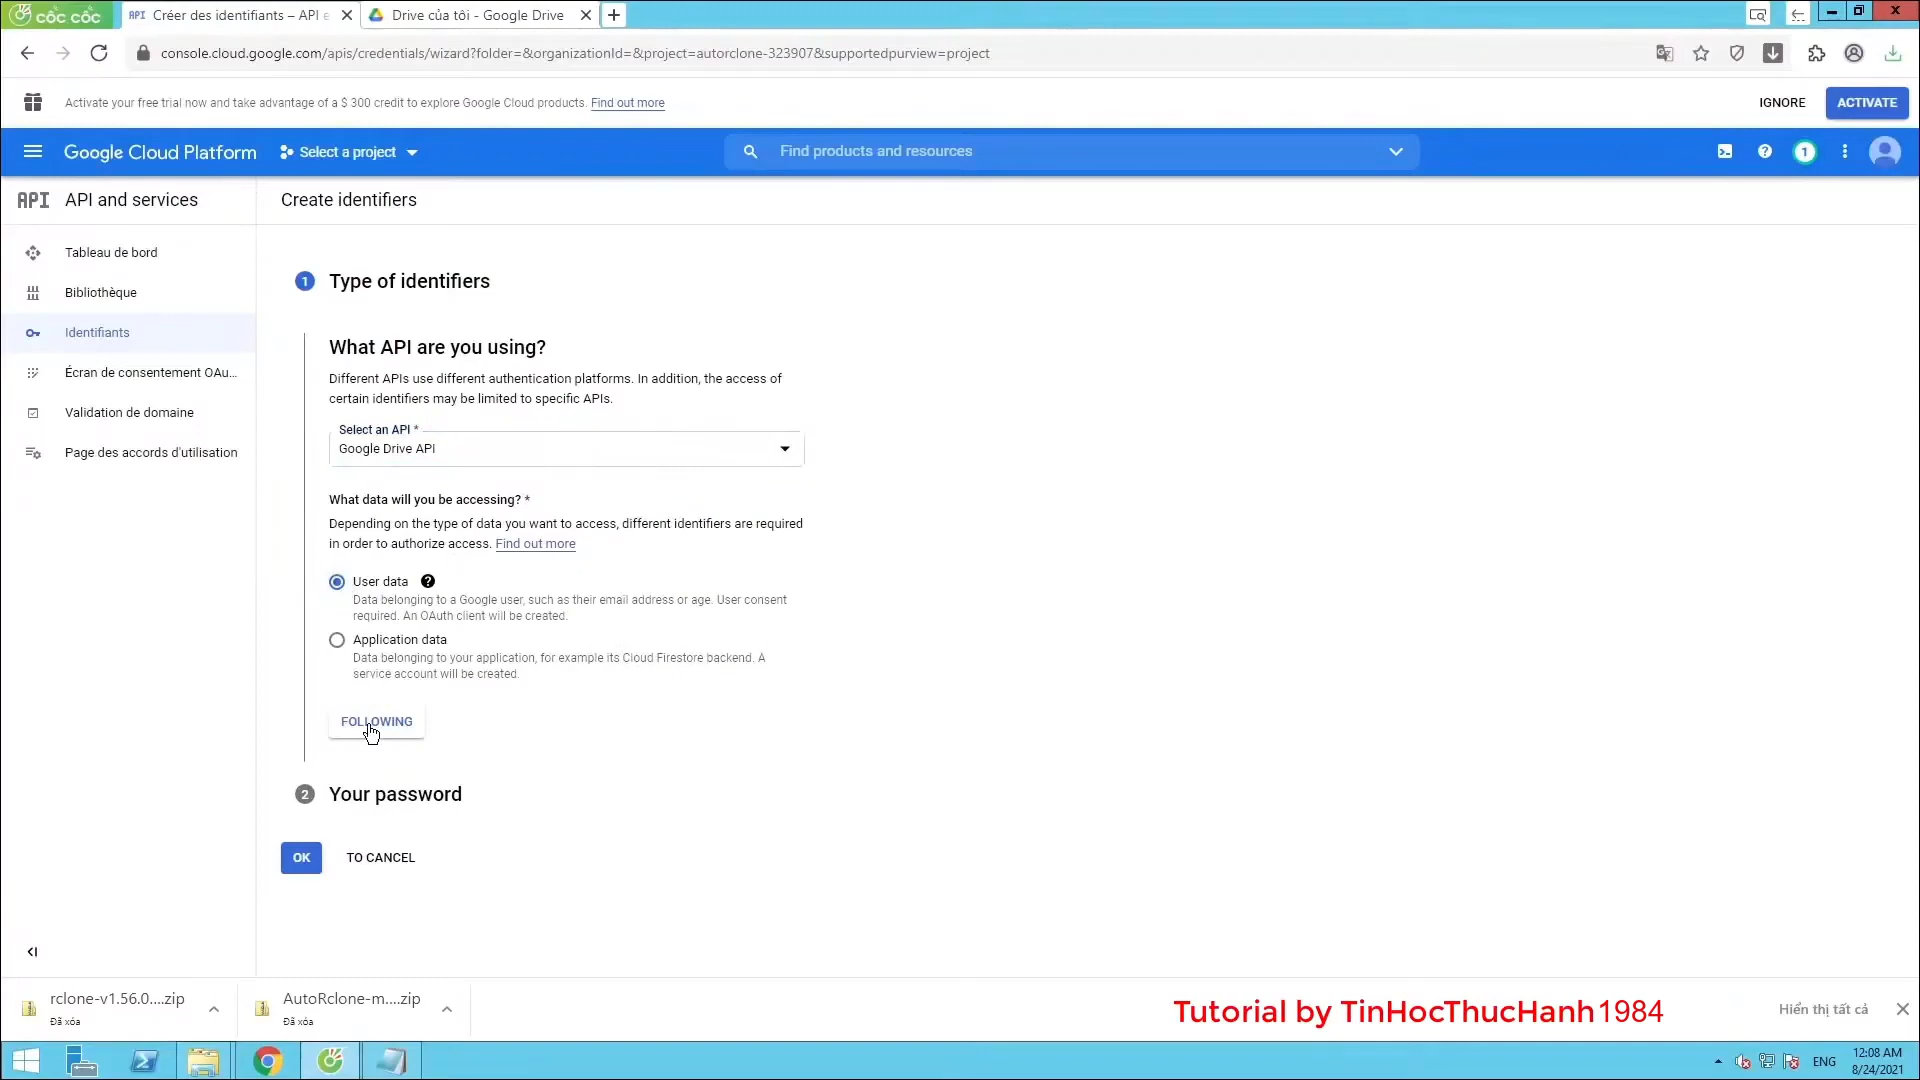 cốc cốc
API Créer des identifiants – API e
Drive của tôi - Google Drive
console.cloud.google.com/apis/credentials/wizard?folder=&organizationId=&project=autorclone-323907&supportedpurview=project
Activate your free trial now and take advantage of a $ 300 credit to explore Google Cloud products. Find out more
IGNORE
ACTIVATE
Google Cloud Platform
Select a project
Find products and resources
1
API API and services
Create identifiers
Tableau de bord
Bibliothèque
Identifiants
Écran de consentement OAu...
Validation de domaine
Page des accords d'utilisation
1 Type of identifiers
What API are you using?
Different APIs use different authentication platforms. In addition, the access of
certain identifiers may be limited to specific APIs.
Select an API *
Google Drive API
What data will you be accessing? *
Depending on the type of data you want to access, different identifiers are required
in order to authorize access. Find out more
User data
Data belonging to a Google user, such as their email address or age. User consent
required. An OAuth client will be created.
Application data
Data belonging to your application, for example its Cloud Firestore backend. A
service account will be created.
FOLLOWING
2 Your password
OK
TO CANCEL
rclone-v1.56.0....zip
Đã xóa
AutoRclone-m....zip
Đã xóa
Tutorial by TinHocThucHanh1984
Hiển thị tất cả
ENG
12:08 AM
8/24/2021